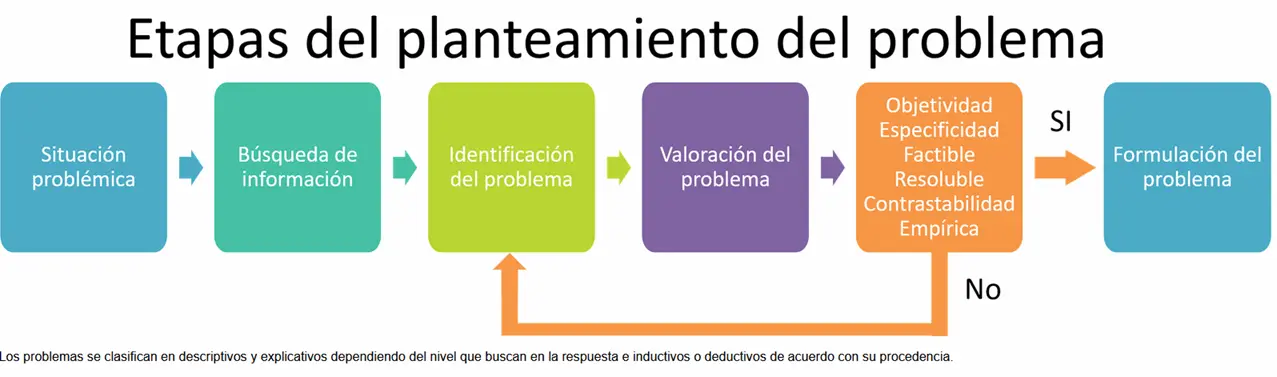 Etapas del planteamiento del problema
Situación
problémica
Búsqueda de
información
Identificación
del problema
Valoración del
problema
Objetividad
Especificidad
Factible
Resoluble
Contrastabilidad
Empírica
SI
Formulación del
problema
No
Los problemas se clasifican en descriptivos y explicativos dependiendo del nivel que buscan en la respuesta e inductivos o deductivos de acuerdo con su procedencia.